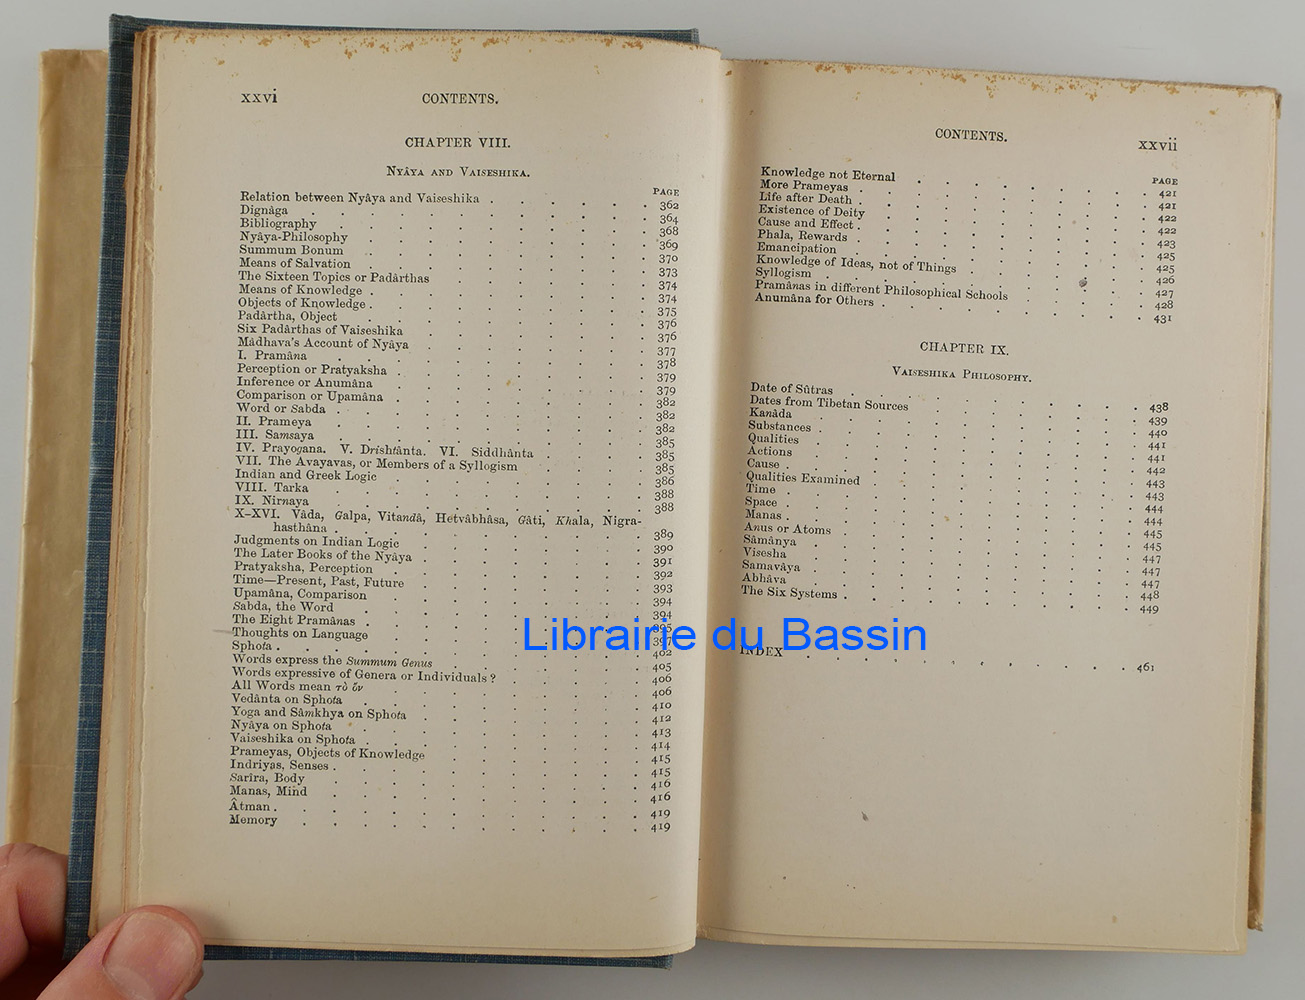 xxvi CONTENTS.
CHAPTER VIII.
NYÂYA AND VAISESHIKA.
PAGE
Relation between Nyâya and Vaiseshika . . . . . . 362
Dignâga . . . . . . . . . . 364
Bibliography . . . . . . . . . . 368
Nyâya-Philosophy . . . . . . . . . 369
Summum Bonum . . . . . . . . . 370
Means of Salvation . . . . . . . . . 373
The Sixteen Topics or Padârthas . . . . . . . 374
Means of Knowledge . . . . . . . . . 374
Objects of Knowledge . . . . . . . . . 375
Padârtha, Object . . . . . . . . . 376
Six Padârthas of Vaiseshika . . . . . . . 376
Mâdhava's Account of Nyâya . . . . . . . 377
I. Pramâna . . . . . . . . . . 378
Perception or Pratyaksha . . . . . . . . 379
Inference or Anumâna . . . . . . . . 379
Comparison or Upamâna . . . . . . . . 382
Word or Sabda . . . . . . . . . . 382
II. Prameya . . . . . . . . . . 382
III. Samsaya . . . . . . . . . . 385
IV. Prayogana. V. Drishtânta. VI. Siddhânta . . . . 385
VII. The Avayavas, or Members of a Syllogism . . . . 385
Indian and Greek Logic . . . . . . . . 386
VIII. Tarka . . . . . . . . . . 388
IX. Nirnaya . . . . . . . . . . 388
X-XVI. Vâda, Galpa, Vitandâ, Hetvâbhâsa, Gâti, Khala, Nigra-
hasthâna . . . . . . . . . . 389
Judgments on Indian Logic . . . . . . . 390
The Later Books of the Nyâya . . . . . . . 391
Pratyaksha, Perception . . . . . . . . 392
Time—Present, Past, Future . . . . . . . 393
Upamâna, Comparison . . . . . . . . 394
Sabda, the Word . . . . . . . . . 394
The Eight Pramânas . . . . . . . . . 395
Thoughts on Language . . . . . . . . 397
Sphota . . . . . . . . . . . 402
Words express the Summum Genus . . . . . . 405
Words expressive of Genera or Individuals ? . . . . 406
All Words mean τὸ ὄν . . . . . . . . 406
Vedânta on Sphota . . . . . . . . . 410
Yoga and Sâmkhya on Sphota . . . . . . . 412
Nyâya on Sphota . . . . . . . . . 413
Vaiseshika on Sphota . . . . . . . . . 414
Prameyas, Objects of Knowledge . . . . . . 415
Indriyas, Senses . . . . . . . . . . 415
Sarîra, Body . . . . . . . . . . 416
Manas, Mind . . . . . . . . . . 416
Âtman . . . . . . . . . . . 419
Memory . . . . . . . . . . . 419
CONTENTS. xxvii
PAGE
Knowledge not Eternal . . . . . . . . 421
More Prameyas . . . . . . . . . . 421
Life after Death . . . . . . . . . . 422
Existence of Deity . . . . . . . . . 422
Cause and Effect . . . . . . . . . . 423
Phala, Rewards . . . . . . . . . . 425
Emancipation . . . . . . . . . . 425
Knowledge of Ideas, not of Things . . . . . . 426
Syllogism . . . . . . . . . . . 427
Pramânas in different Philosophical Schools . . . . 428
Anumâna for Others . . . . . . . . . 431
CHAPTER IX.
VAISESHIKA PHILOSOPHY.
Date of Sûtras . . . . . . . . . . 438
Dates from Tibetan Sources . . . . . . . 439
Kanâda . . . . . . . . . . . 440
Substances . . . . . . . . . . . 441
Qualities . . . . . . . . . . . 441
Actions . . . . . . . . . . . 442
Cause . . . . . . . . . . . . 443
Qualities Examined . . . . . . . . . 443
Time . . . . . . . . . . . . 444
Space . . . . . . . . . . . . 444
Manas . . . . . . . . . . . . 445
Anus or Atoms . . . . . . . . . . 445
Sâmânya . . . . . . . . . . . 447
Visesha . . . . . . . . . . . 447
Samavâya . . . . . . . . . . . 447
Abhâva . . . . . . . . . . . 448
The Six Systems . . . . . . . . . . 449
INDEX . . . . . . . . . . . 461
Librairie du Bassin